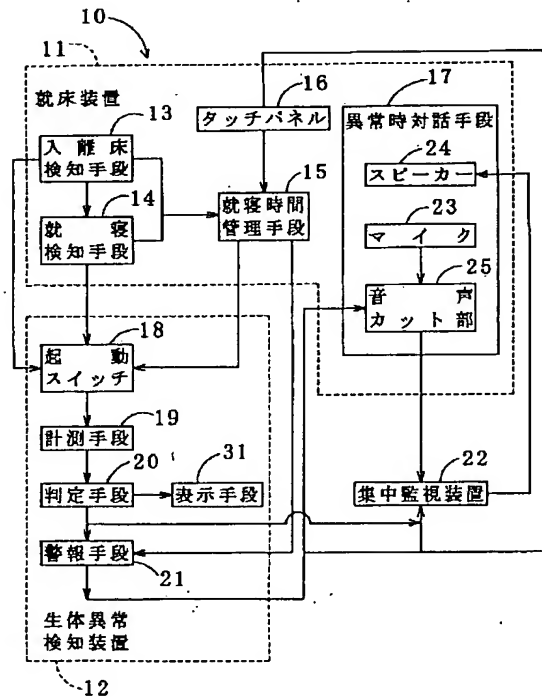 10
11
就床装置
13
入離床
検知手段
14
就寝
検知手段
16
タッチパネル
15
就寝時間
管理手段
17
異常時対話手段
24
スピーカー
23
マイク
25
音声
カット部
18
起動
スイッチ
19
計測手段
20
判定手段
31
表示手段
22
集中監視装置
警報手段
21
生体異常
検知装置
12